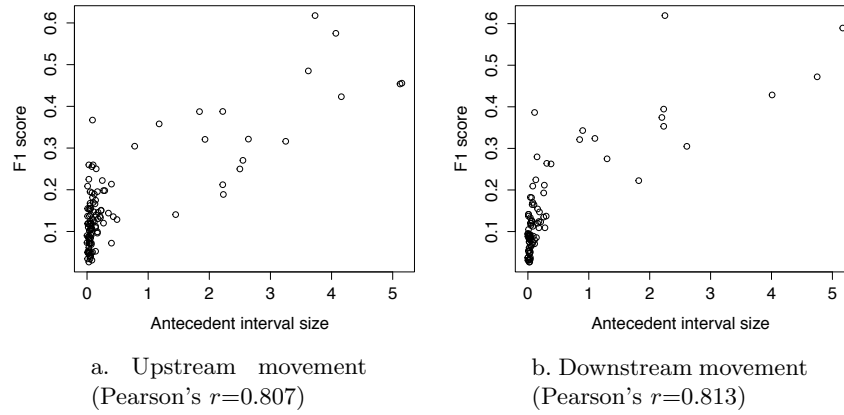 0.6
0.5
0.4
0.3
0.2
0.1
F1 score
0 1 2 3 4 5
Antecedent interval size
a. Upstream movement
(Pearson's r=0.807)
0.6
0.5
0.4
0.3
0.2
0.1
F1 score
0 1 2 3 4 5
Antecedent interval size
b. Downstream movement
(Pearson's r=0.813)